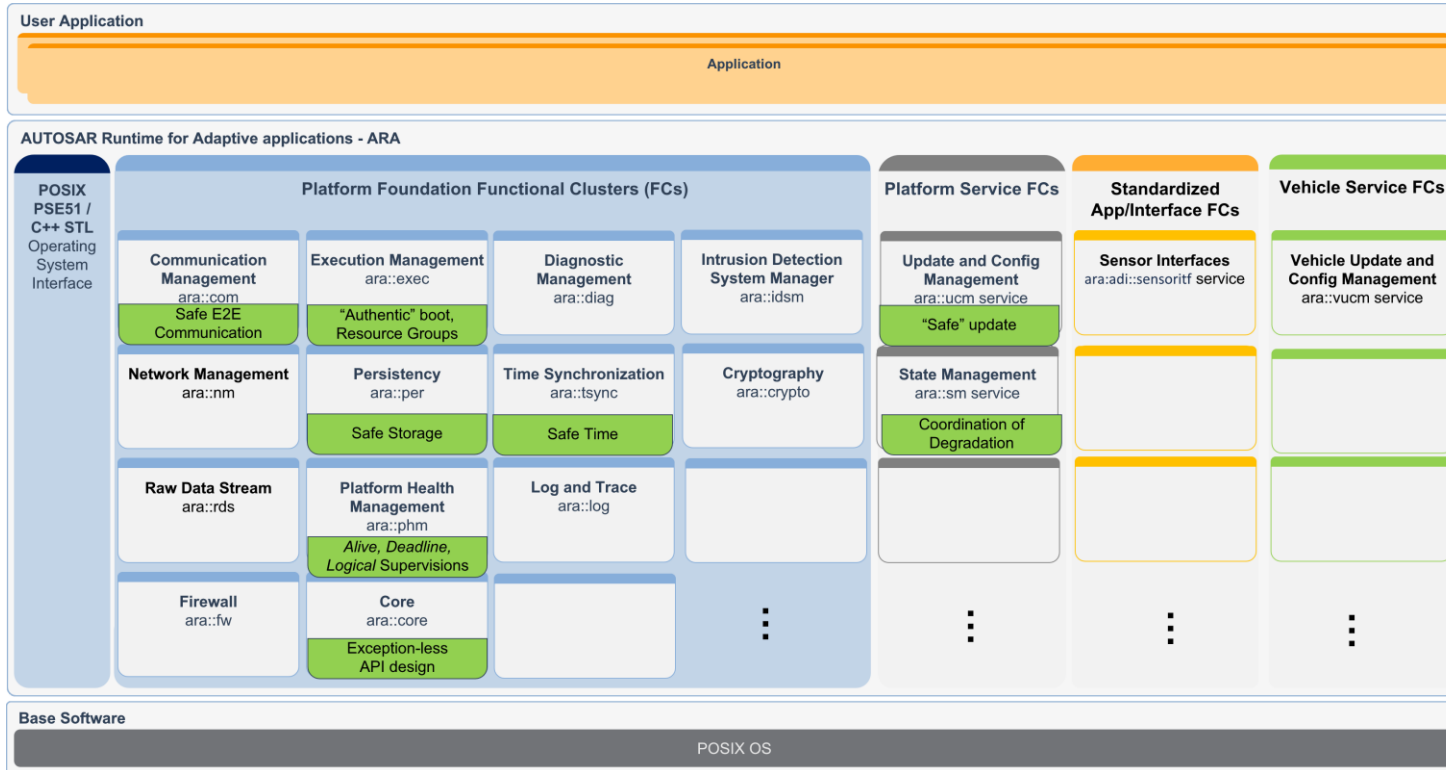 User Application
Application
AUTOSAR Runtime for Adaptive applications - ARA
POSIX
PSE51 /
C++ STL
Operating
System
Interface
Platform Foundation Functional Clusters (FCs)
Communication
Management
ara::com
Safe E2E
Communication
Execution Management
ara::exec
“Authentic” boot,
Resource Groups
Diagnostic
Management
ara::diag
Intrusion Detection
System Manager
ara::idsm
Network Management
ara::nm
Persistency
ara::per
Safe Storage
Time Synchronization
ara::tsync
Safe Time
Cryptography
ara::crypto
Raw Data Stream
ara::rds
Platform Health
Management
ara::phm
Alive, Deadline,
Logical Supervisions
Log and Trace
ara::log
Firewall
ara::fw
Core
ara::core
Exception-less
API design
Platform Service FCs
Update and Config
Management
ara::ucm service
“Safe” update
State Management
ara::sm service
Coordination of
Degradation
Standardized
App/Interface FCs
Sensor Interfaces
ara:adi::sensoritf service
Vehicle Service FCs
Vehicle Update and
Config Management
ara::vucm service
Base Software
POSIX OS